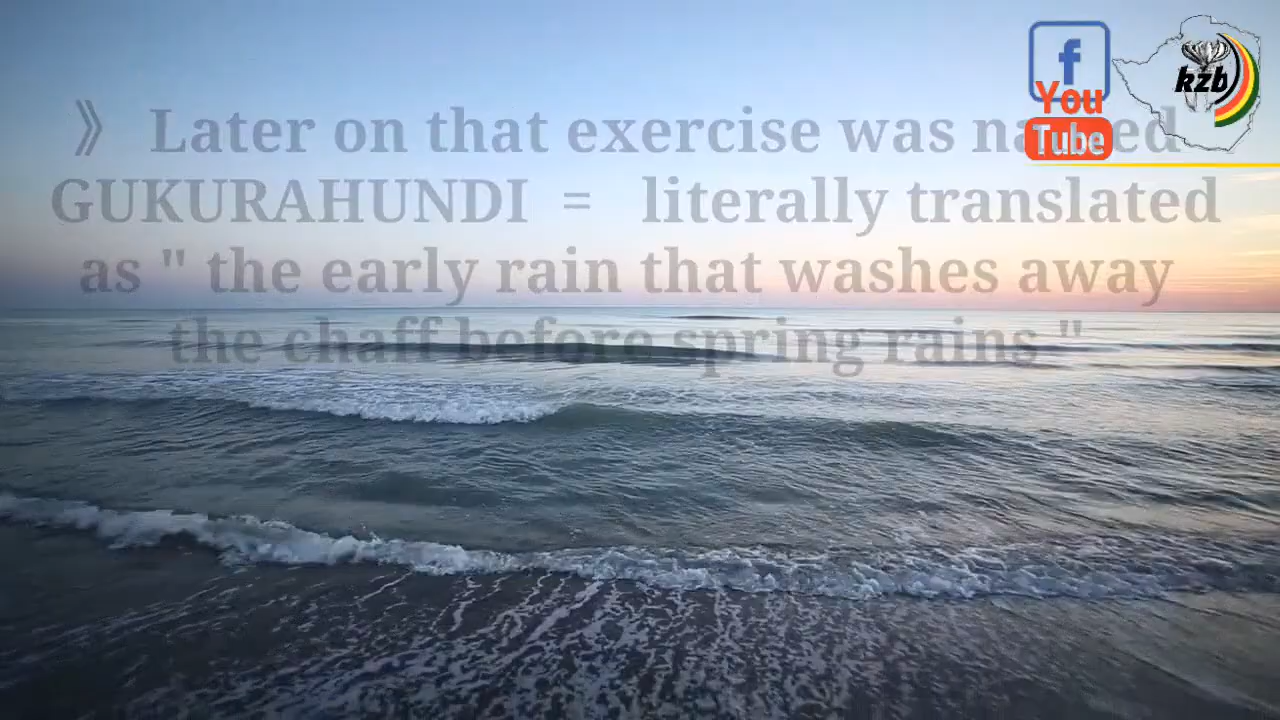 》 Later on that exercise was named
GUKURAHUNDI = literally translated
as " the early rain that washes away
the chaff before spring rains "
f
You
Tube
kzb